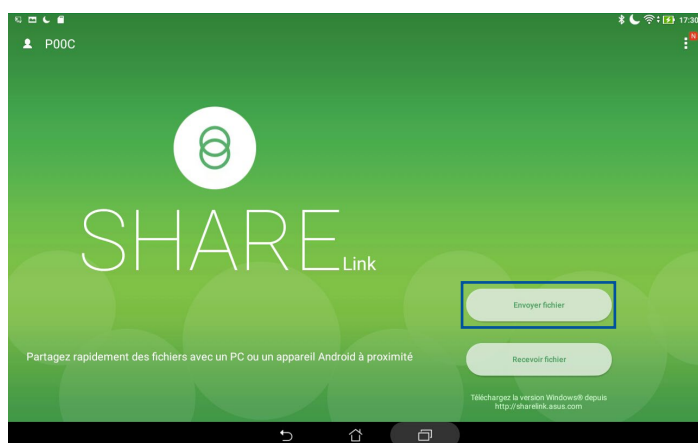 17:30
P00C
N
SHARE Link
Envoyer fichier
Partagez rapidement des fichiers avec un PC ou un appareil Android à proximité
Recevoir fichier
Téléchargez la version Windows® depuis
http://sharelink.asus.com